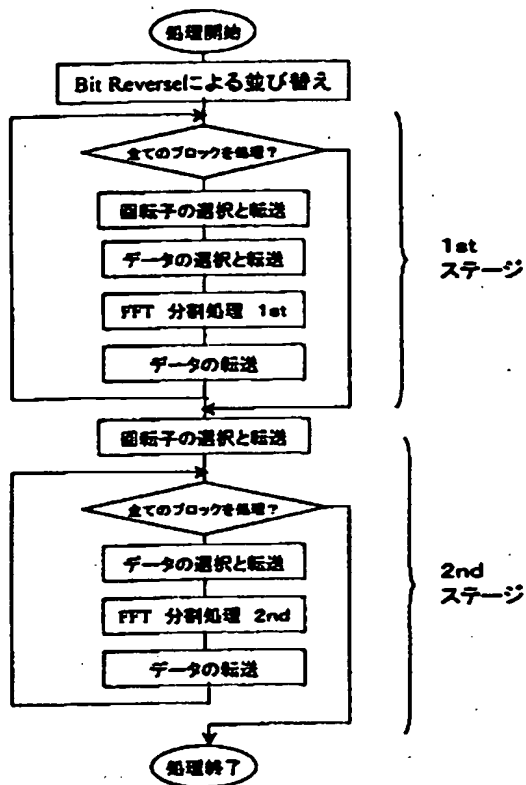 処理開始
Bit Reverseによる並び替え
全てのブロックを処理?
回転子の選択と転送
データの選択と転送
FFT 分割処理 1st
データの転送
1st
ステージ
回転子の選択と転送
全てのブロックを処理?
データの選択と転送
FFT 分割処理 2nd
データの転送
2nd
ステージ
処理終了